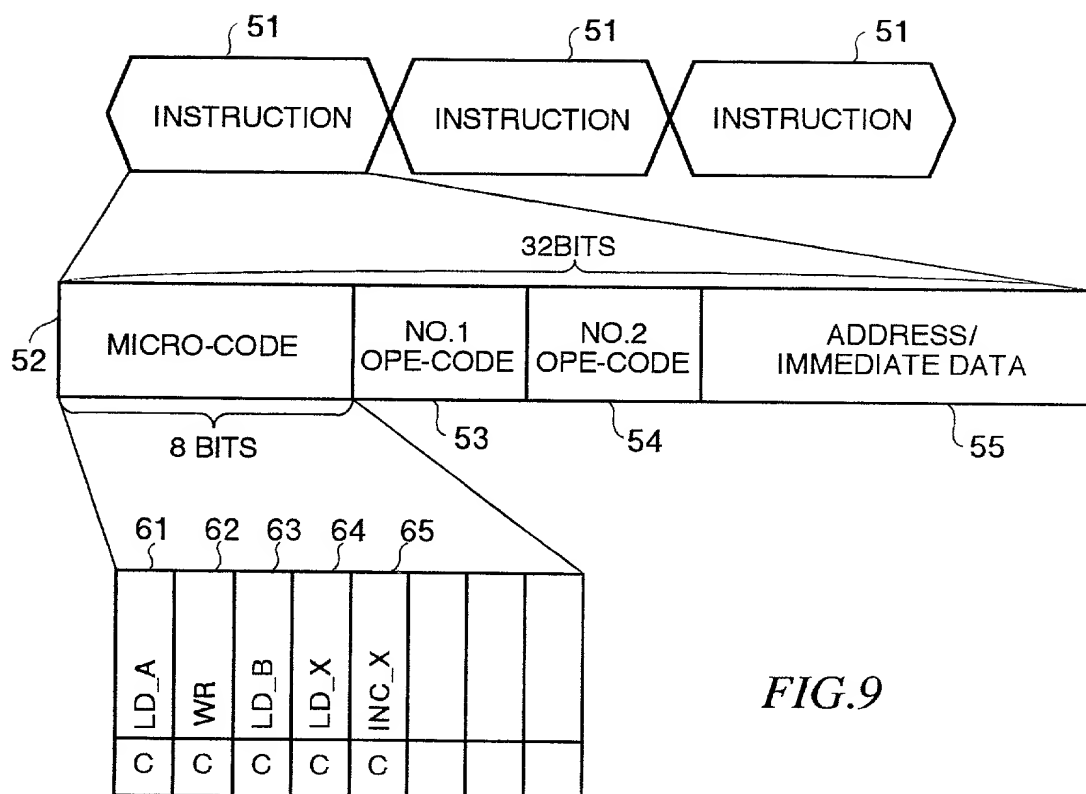 51 51 51
INSTRUCTION INSTRUCTION INSTRUCTION
32BITS
52
MICRO-CODE
NO.1
OPE-CODE
NO.2
OPE-CODE
ADDRESS/
IMMEDIATE DATA
8 BITS
53 54 55
61 62 63 64 65
LD_A WR LD_B LD_X INC_X
C C C C C
FIG.9